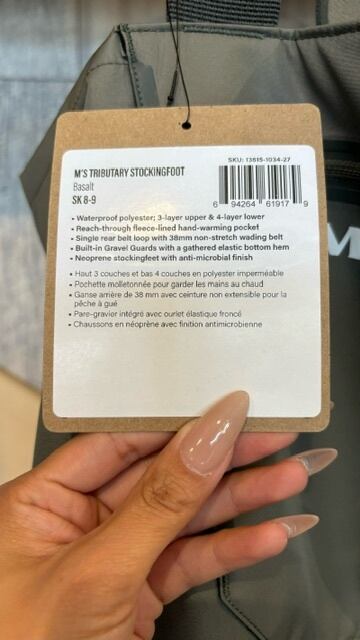 M'S TRIBUTARY STOCKINGFOOT
Basalt
SK 8-9
SKU: 13615-1034-27
6 94264 61917 9
• Waterproof polyester; 3-layer upper & 4-layer lower
• Reach-through fleece-lined hand-warming pocket
• Single rear belt loop with 38mm non-stretch wading belt
• Built-in Gravel Guards with a gathered elastic bottom hem
• Neoprene stockingfeet with anti-microbial finish
• Haut 3 couches et bas 4 couches en polyester imperméable
• Pochette molletonnée pour garder les mains au chaud
• Ganse arrière de 38 mm avec ceinture non extensible pour la
pêche à gué
• Pare-gravier intégré avec ourlet élastique froncé
• Chaussons en néoprène avec finition antimicrobienne